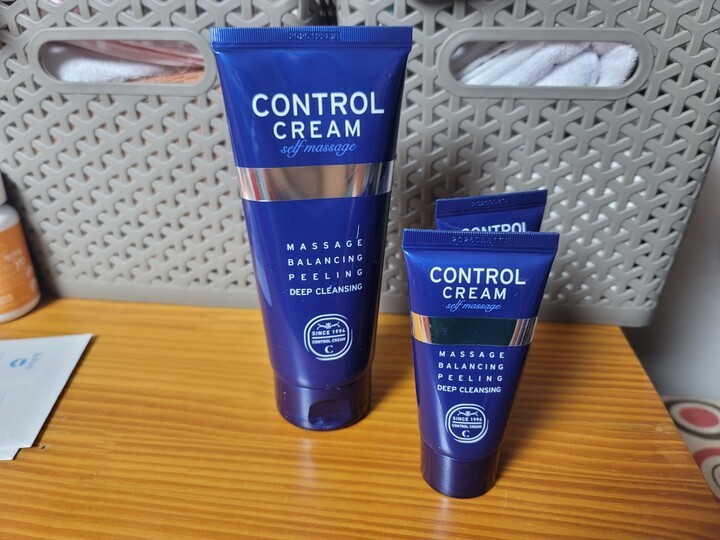 CONTROL
CREAM
self massage
MASSAGE
BALANCING
PEELING
DEEP CLEANSING
SINCE 1994
CONTROL CREAM
C
CONTROL
CONTROL
CREAM
self massage
MASSAGE
BALANCING
PEELING
DEEP CLEANSING
SINCE 1994
CONTROL CREAM
C